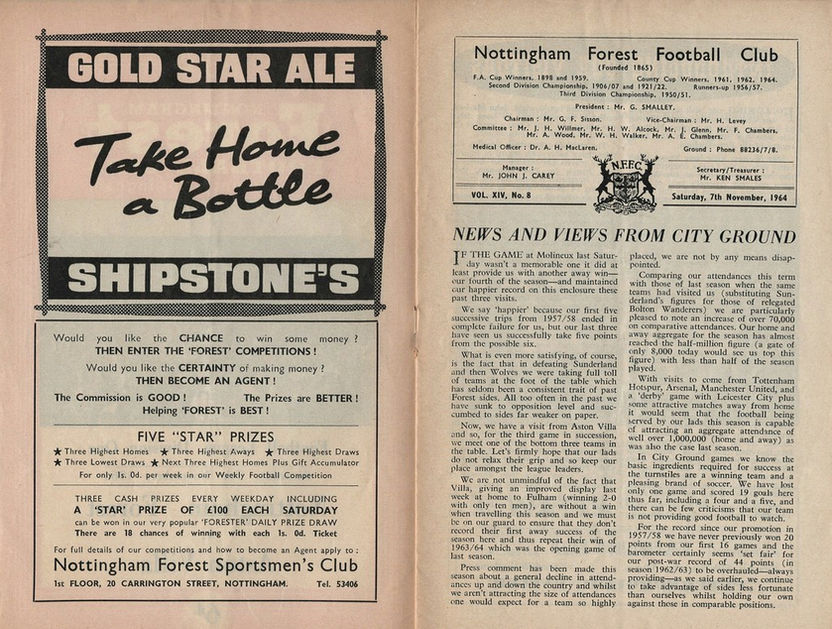 GOLD STAR ALE
Take Home
a Bottle
SHIPSTONE'S
Would you like the CHANCE to win some money ?
THEN ENTER THE 'FOREST' COMPETITIONS !
Would you like the CERTAINTY of making money ?
THEN BECOME AN AGENT !
The Commission is GOOD ! The Prizes are BETTER !
Helping 'FOREST' is BEST !
FIVE "STAR" PRIZES
★ Three Highest Homes ★ Three Highest Aways ★ Three Highest Draws
★ Three Lowest Draws ★ Next Three Highest Homes Plus Gift Accumulator
For only 1s. 0d. per week in our Weekly Football Competition
THREE CASH PRIZES EVERY WEEKDAY INCLUDING
A 'STAR' PRIZE OF £100 EACH SATURDAY
can be won in our very popular 'FORESTER' DAILY PRIZE DRAW
There are 18 chances of winning with each 1s. 0d. Ticket
For full details of our competitions and how to become an Agent apply to :
Nottingham Forest Sportsmen's Club
1st FLOOR, 20 CARRINGTON STREET, NOTTINGHAM. Tel. 53406
Nottingham Forest Football Club
(Founded 1865)
F.A. Cup Winners, 1898 and 1959. County Cup Winners, 1961, 1962, 1964.
Second Division Championship, 1906/07 and 1921/22. Runners-up 1956/57.
Third Division Championship, 1950/51.
President : Mr. G. SMALLEY.
Chairman : Mr. G. F. Sisson. Vice-Chairman : Mr. H. Levey
Committee : Mr. J. H. Willmer, Mr. H. W. Alcock, Mr. J. Glenn, Mr. F. Chambers,
Mr. A. Wood, Mr. W. H. Walker, Mr. A. E. Chambers.
Medical Officer : Dr. A. H. MacLaren. Ground : Phone 88236/7/8.
Manager :
Mr. JOHN J. CAREY
N.F.F.C
Secretary/Treasurer :
Mr. KEN SMALES
VOL. XIV, No. 8
Saturday, 7th November, 1964
NEWS AND VIEWS FROM CITY GROUND
IF THE GAME at Molineux last Satur-
day wasn't a memorable one it did at
least provide us with another away win—
our fourth of the season—and maintained
our happier record on this enclosure these
past three visits.
We say 'happier' because our first five
successive trips from 1957/58 ended in
complete failure for us, but our last three
have seen us successfully take five points
from the possible six.
What is even more satisfying, of course,
is the fact that in defeating Sunderland
and then Wolves we were taking full toll
of teams at the foot of the table which
has seldom been a consistent trait of past
Forest sides. All too often in the past we
have sunk to opposition level and suc-
cumbed to sides far weaker on paper.
Now, we have a visit from Aston Villa
and so, for the third game in succession,
we meet one of the bottom three teams in
the table. Let's firmly hope that our lads
do not relax their grip and so keep our
place amongst the league leaders.
We are not unmindful of the fact that
Villa, giving an improved display last
week at home to Fulham (winning 2-0
with only ten men), are without a win
when travelling this season and we must
be on our guard to ensure that they don't
record their first away success of the
season here and thus repeat their win of
1963/64 which was the opening game of
last season.
Press comment has been made this
season about a general decline in attend-
ances up and down the country and whilst
we aren't attracting the size of attendances
one would expect for a team so highly
placed, we are not by any means disap-
pointed.
Comparing our attendances this term
with those of last season when the same
teams had visited us (substituting Sun-
derland's figures for those of relegated
Bolton Wanderers) we are particularly
pleased to note an increase of over 70,000
on comparative attendances. Our home and
away aggregate for the season has almost
reached the half-million figure (a gate of
only 8,000 today would see us top this
figure) with less than half of the season
played.
With visits to come from Tottenham
Hotspur, Arsenal, Manchester United, and
a 'derby' game with Leicester City plus
some attractive matches away from home
it would seem that the football being
served by our lads this season is capable
of attracting an aggregate attendance of
well over 1,000,000 (home and away) as
was also the case last season.
In City Ground games we know the
basic ingredients required for success at
the turnstiles are a winning team and a
pleasing brand of soccer. We have lost
only one game and scored 19 goals here
thus far, including a four and a five, and
there can be few criticisms that our team
is not providing good football to watch.
For the record since our promotion in
1957/58 we have never previously won 20
points from our first 16 games and the
barometer certainly seems 'set fair' for
our post-war record of 44 points (in
season 1962/63) to be overhauled—always
providing—as we said earlier, we continue
to take advantage of sides less fortunate
than ourselves whilst holding our own
against those in comparable positions.